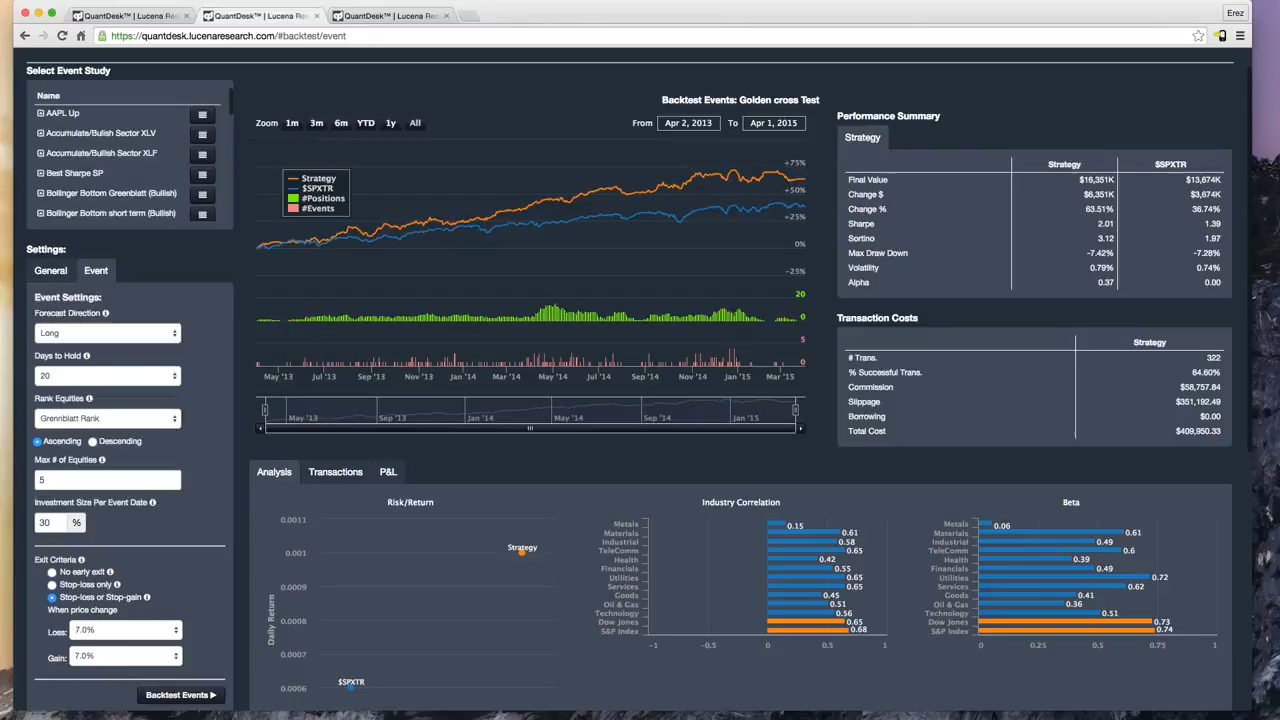 QuantDesk™ | Lucena Re
QuantDesk™ | Lucena Re
QuantDesk™ | Lucena Re
Erez
https://quantdesk.lucenaresearch.com/#backtest/event
Select Event Study
Name
AAPL Up
Accumulate/Bulish Sector XLV
Accumulate/Bullish Sector XLF
Best Sharpe SP
Bollinger Bottom Greenblatt (Bullish)
Bollinger Bottom short term (Bullish)
Settings:
General Event
Event Settings:
Forecast Direction
Long
Days to Hold
20
Rank Equities
Grennblatt Rank
Ascending Descending
Max # of Equities
5
Investment Size Per Event Date
30 %
Exit Criteria
No early exit
Stop-loss only
Stop-loss or Stop-gain
When price change
Loss: 7.0%
Gain: 7.0%
Backtest Events
Backtest Events: Golden cross Test
Zoom 1m 3m 6m YTD 1y All
From Apr 2, 2013 To Apr 1, 2015
Strategy
$SPXTR
#Positions
#Events
+75%
+50%
+25%
0%
-25%
20
0
5
0
May '13 Jul '13 Sep '13 Nov '13 Jan '14 Mar '14 May '14 Jul '14 Sep '14 Nov '14 Jan '15 Mar '15
May '13 Sep '13 Jan '14 May '14 Sep '14 Jan '15
Performance Summary
Strategy
Strategy $SPXTR
Final Value $16,351K $13,674K
Change $ $6,351K $3,674K
Change % 63.51% 36.74%
Sharpe 2.01 1.39
Sortino 3.12 1.97
Max Draw Down -7.42% -7.28%
Volatility 0.79% 0.74%
Alpha 0.37 0.00
Transaction Costs
Strategy
# Trans. 322
% Successful Trans. 64.60%
Commission $58,757.84
Slippage $351,192.49
Borrowing $0.00
Total Cost $409,950.33
Analysis Transactions P&L
Risk/Return
Daily Return
0.0011
0.001
0.0009
0.0008
0.0007
0.0006
Strategy
$SPXTR
Industry Correlation
Metals 0.15
Materials 0.61
Industrial 0.58
TeleComm 0.65
Health 0.42
Financials 0.55
Utilities 0.65
Services 0.65
Goods 0.45
Oil & Gas 0.51
Technology 0.56
Dow Jones 0.65
S&P Index 0.68
−1 −0.5 0 0.5 1
Beta
Metals 0.06
Materials 0.61
Industrial 0.49
TeleComm 0.6
Health 0.39
Financials 0.49
Utilities 0.72
Services 0.62
Goods 0.41
Oil & Gas 0.36
Technology 0.51
Dow Jones 0.73
S&P Index 0.74
0 0.25 0.5 0.75 1